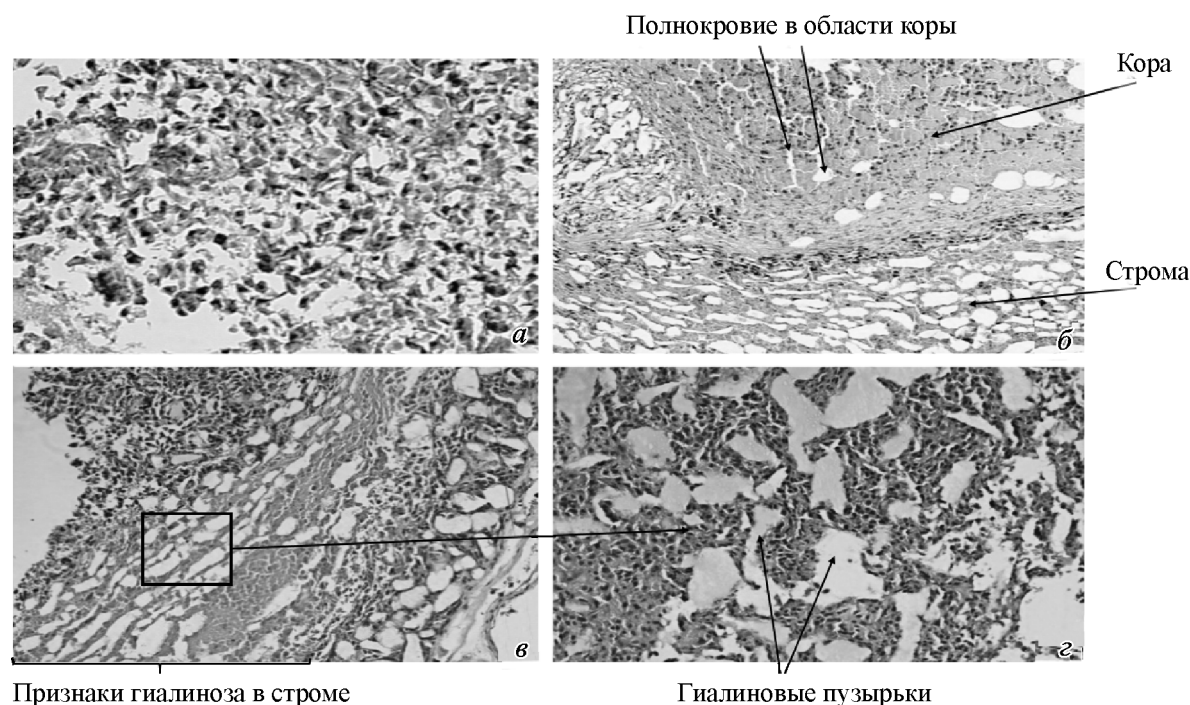 Полнокровие в области коры
Кора
Строма
а
б
в
г
Признаки гиалиноза в строме
Гиалиновые пузырьки